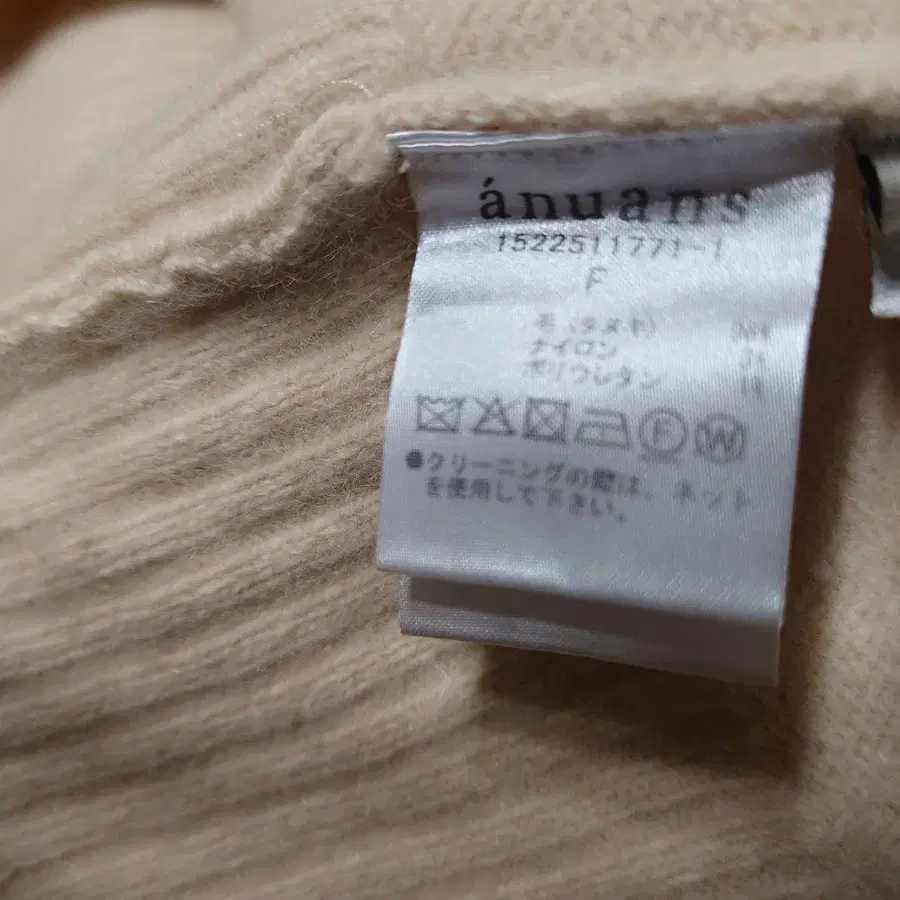 ánuans
1522511771-1
F
毛（タヌキ）
ナイロン
ポリウレタン
F W
●クリーニングの際は、ネット
を使用して下さい。